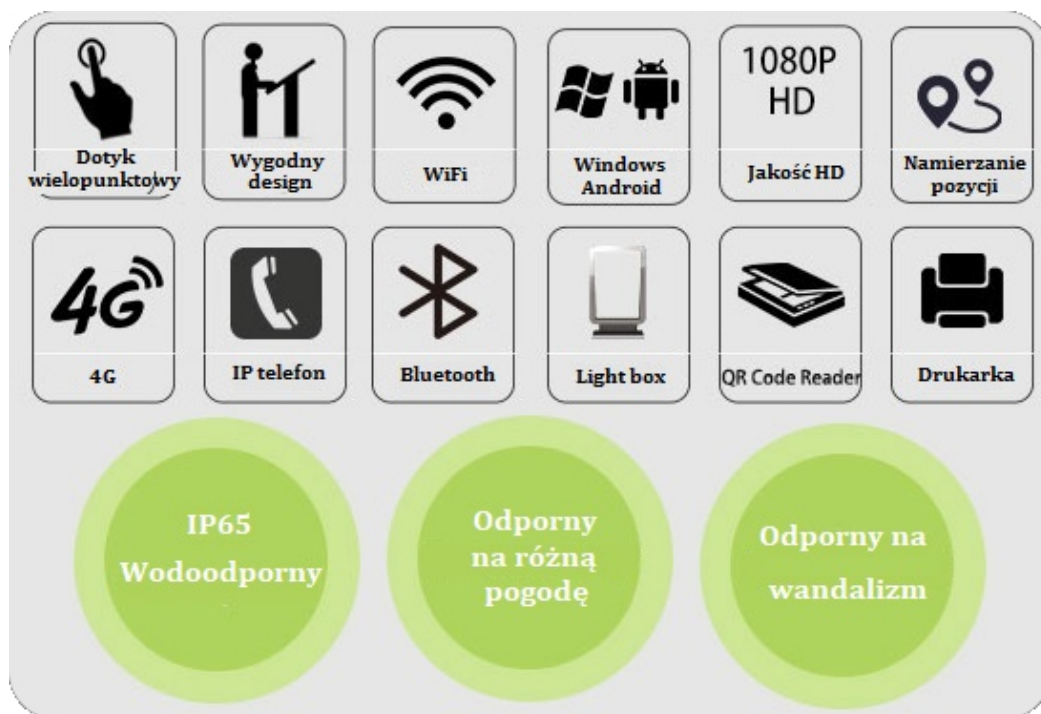 1080P
HD
Dotyk
wielopunktowy
Wygodny
design
WiFi
Windows
Android
Jakość HD
Namierzanie
pozycji
4G
4G
IP telefon
Bluetooth
Light box
QR Code Reader
Drukarka
IP65
Wodoodporny
Odporny
na różną
pogodę
Odporny na
wandalizm